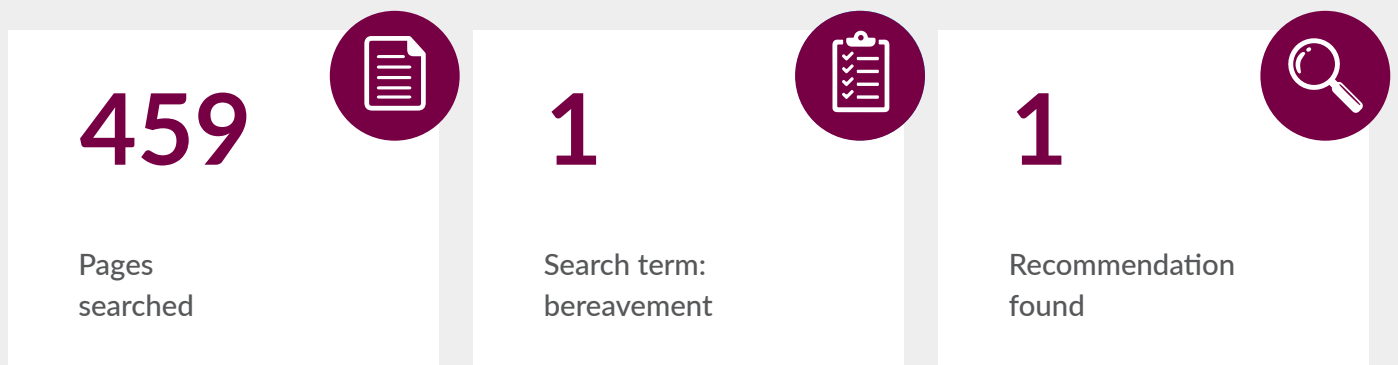 459
Pages
searched
1
Search term:
bereavement
1
Recommendation
found